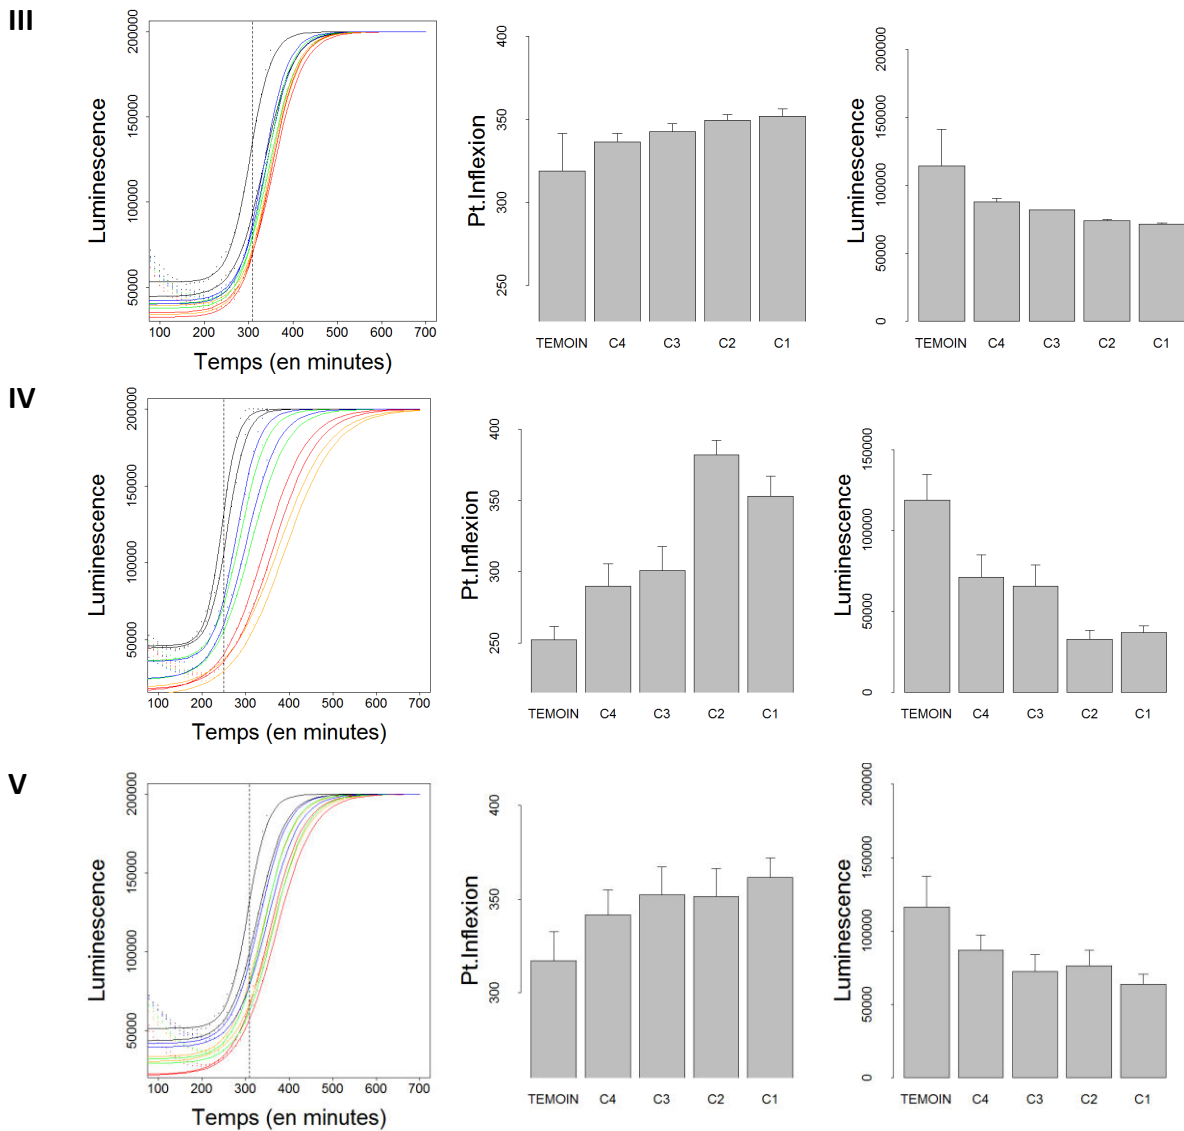 III
Luminescence
50000 100000 150000 200000
100 200 300 400 500 600 700
Temps (en minutes)
Pt.Inflexion
250 300 350 400
TEMOIN C4 C3 C2 C1
Luminescence
0 50000 100000 150000 200000
TEMOIN C4 C3 C2 C1
IV
Luminescence
50000 100000 150000 200000
100 200 300 400 500 600 700
Temps (en minutes)
Pt.Inflexion
250 300 350 400
TEMOIN C4 C3 C2 C1
Luminescence
0 50000 100000 150000
TEMOIN C4 C3 C2 C1
V
Luminescence
50000 100000 150000 200000
100 200 300 400 500 600 700
Temps (en minutes)
Pt.Inflexion
300 350 400
TEMOIN C4 C3 C2 C1
Luminescence
0 50000 100000 150000 200000
TEMOIN C4 C3 C2 C1